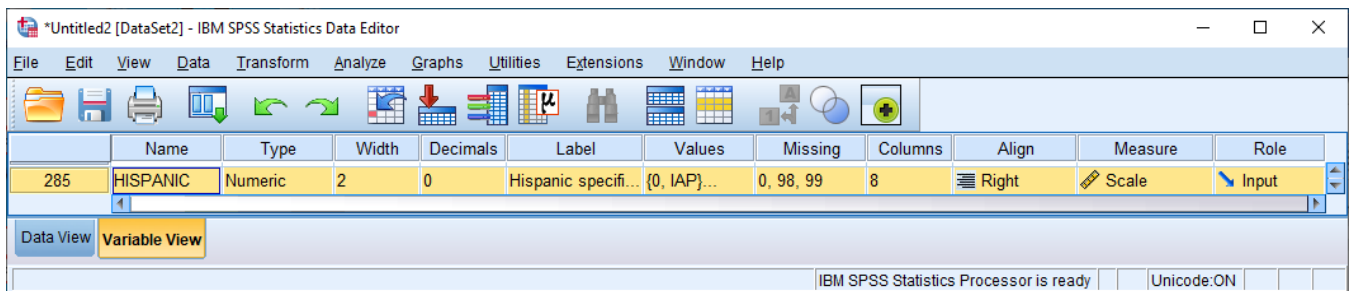 *Untitled2 [DataSet2] - IBM SPSS Statistics Data Editor
File Edit View Data Transform Analyze Graphs Utilities Extensions Window Help
Name Type Width Decimals Label Values Missing Columns Align Measure Role
285 HISPANIC Numeric 2 0 Hispanic specifi... {0, IAP}... 0, 98, 99 8 Right Scale Input
Data View Variable View
IBM SPSS Statistics Processor is ready Unicode:ON